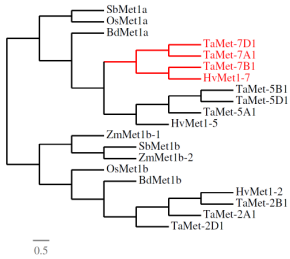 SbMet1a
OsMet1a
BdMet1a
TaMet-7D1
TaMet-7A1
TaMet-7B1
HvMet1-7
TaMet-5B1
TaMet-5D1
TaMet-5A1
HvMet1-5
ZmMet1b-1
SbMet1b
ZmMet1b-2
OsMet1b
BdMet1b
HvMet1-2
TaMet-2B1
TaMet-2A1
TaMet-2D1
0.5